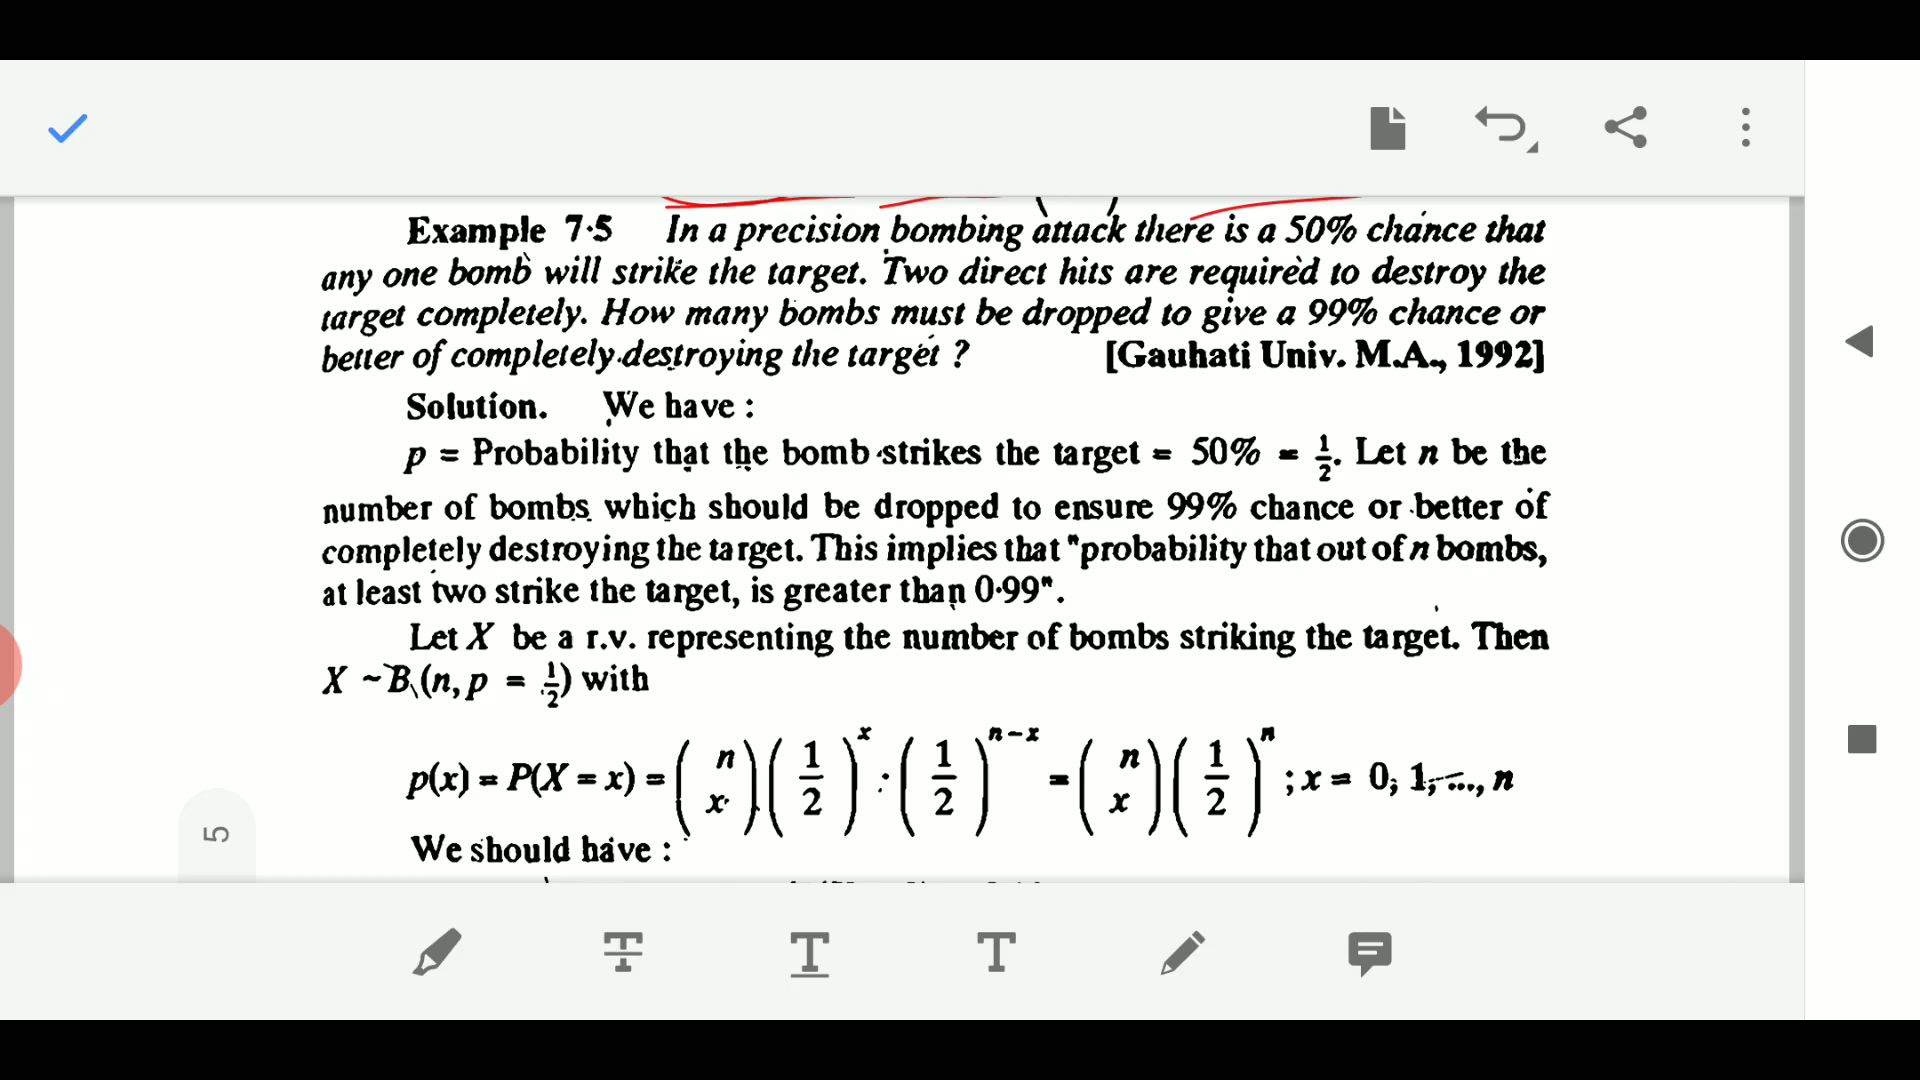 Example 7·5 In a precision bombing attack there is a 50% chance that
any one bomb will strike the target. Two direct hits are required to destroy the
target completely. How many bombs must be dropped to give a 99% chance or
better of completely destroying the target ? [Gauhati Univ. M.A., 1992]
Solution. We have :
p = Probability that the bomb strikes the target = 50% = 1/2. Let n be the
number of bombs which should be dropped to ensure 99% chance or better of
completely destroying the target. This implies that "probability that out of n bombs,
at least two strike the target, is greater than 0·99".
Let X be a r.v. representing the number of bombs striking the target. Then
X ~ B (n, p = 1/2) with
p(x) = P(X = x) = (n x) (1/2)^x · (1/2)^(n-x) = (n x) (1/2)^n ; x = 0, 1, ..., n
We should have :
5